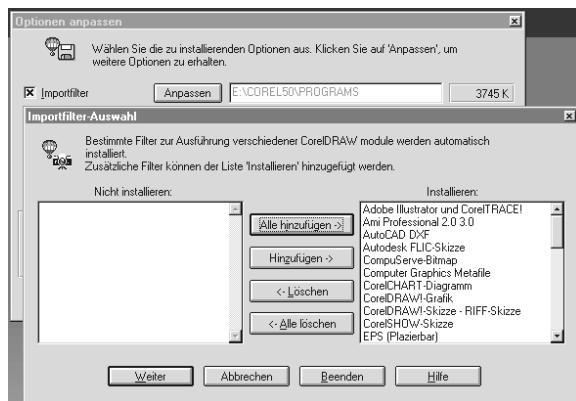 Optionen anpassen
Wählen Sie die zu installierenden Optionen aus. Klicken Sie auf 'Anpassen', um
weitere Optionen zu erhalten.
Importfilter
Anpassen
E:\COREL50\PROGRAMS
3745 K
Importfilter-Auswahl
Bestimmte Filter zur Ausführung verschiedener CorelDRAW module werden automatisch
installiert.
Zusätzliche Filter können der Liste 'Installieren' hinzugefügt werden.
Nicht installieren:
Alle hinzufügen ->
Hinzufügen ->
<- Löschen
<- Alle löschen
Installieren:
Adobe Illustrator und CorelTRACE!
Ami Professional 2.0 3.0
AutoCAD DXF
Autodesk FLIC-Skizze
CompuServe-Bitmap
Computer Graphics Metafile
CorelCHART-Diagramm
CorelDRAW!-Grafik
CorelDRAW!-Skizze - RIFF-Skizze
CorelSHOW-Skizze
EPS (Plazierbar)
Weiter
Abbrechen
Beenden
Hilfe